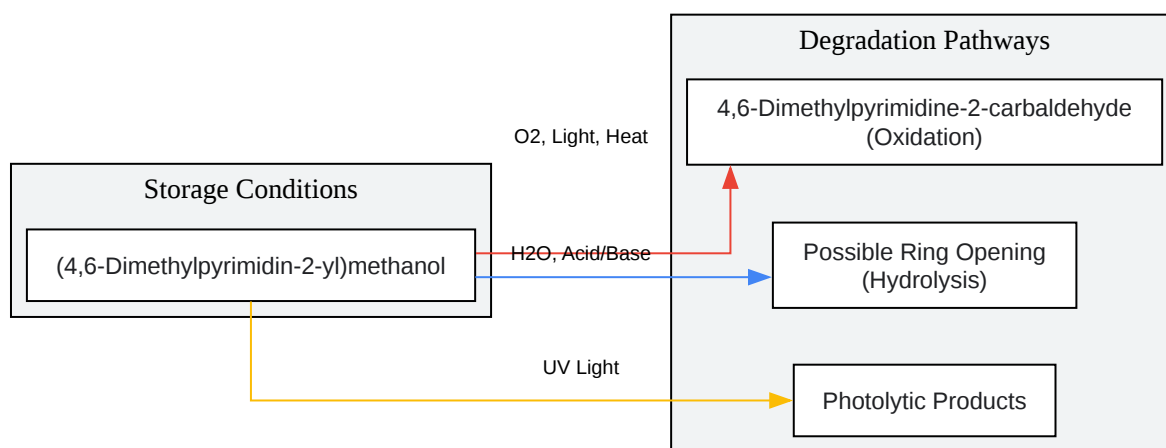 Degradation Pathways
4,6-Dimethylpyrimidine-2-carbaldehyde
(Oxidation)
O2, Light, Heat
Storage Conditions
(4,6-Dimethylpyrimidin-2-yl)methanol
H2O, Acid/Base
Possible Ring Opening
(Hydrolysis)
UV Light
Photolytic Products